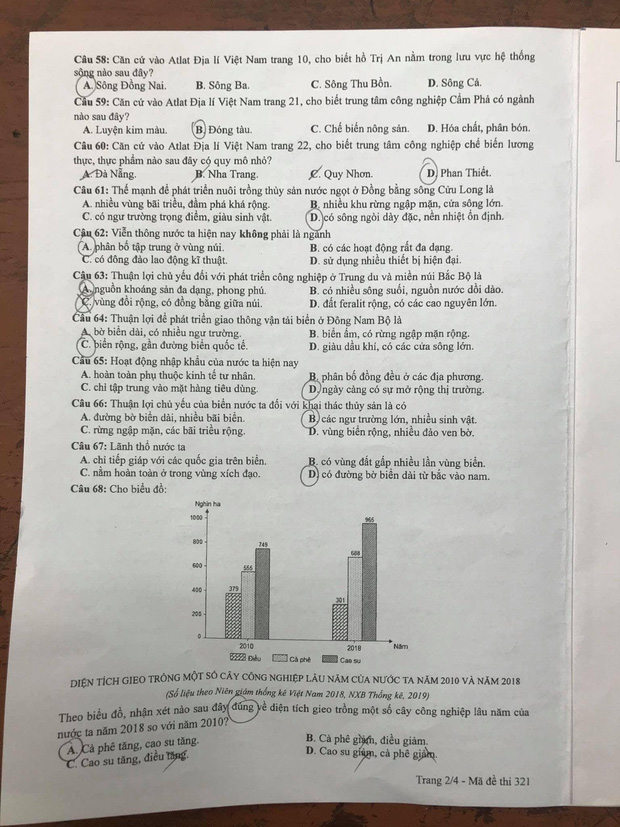 Câu 58: Căn cứ vào Atlat Địa lí Việt Nam trang 10, cho biết hồ Trị An nằm trong lưu vực hệ thống
sông nào sau đây?
A. Sông Đồng Nai. B. Sông Ba. C. Sông Thu Bồn. D. Sông Cả.
Câu 59: Căn cứ vào Atlat Địa lí Việt Nam trang 21, cho biết trung tâm công nghiệp Cẩm Phả có ngành
nào sau đây?
A. Luyện kim màu. B. Đóng tàu. C. Chế biến nông sản. D. Hóa chất, phân bón.
Câu 60: Căn cứ vào Atlat Địa lí Việt Nam trang 22, cho biết trung tâm công nghiệp chế biến lương
thực, thực phẩm nào sau đây có quy mô nhỏ?
A. Đà Nẵng. B. Nha Trang. C. Quy Nhơn. D. Phan Thiết.
Câu 61: Thế mạnh để phát triển nuôi trồng thủy sản nước ngọt ở Đồng bằng sông Cửu Long là
A. nhiều vùng bãi triều, đầm phá khá rộng. B. nhiều khu rừng ngập mặn, cửa sông lớn.
C. có ngư trường trọng điểm, giàu sinh vật. D. có sông ngòi dày đặc, nền nhiệt ổn định.
Câu 62: Viễn thông nước ta hiện nay không phải là ngành
A. phân bố tập trung ở vùng núi. B. có các hoạt động rất đa dạng.
C. có đông đảo lao động kĩ thuật. D. sử dụng nhiều thiết bị hiện đại.
Câu 63: Thuận lợi chủ yếu đối với phát triển công nghiệp ở Trung du và miền núi Bắc Bộ là
A. nguồn khoáng sản đa dạng, phong phú. B. có nhiều sông suối, nguồn nước dồi dào.
C. vùng đồi rộng, có đồng bằng giữa núi. D. đất feralit rộng, có các cao nguyên lớn.
Câu 64: Thuận lợi để phát triển giao thông vận tải biển ở Đông Nam Bộ là
A. bờ biển dài, có nhiều ngư trường. B. biển ấm, có rừng ngập mặn rộng.
C. biển rộng, gần đường biển quốc tế. D. giàu dầu khí, có các cửa sông lớn.
Câu 65: Hoạt động nhập khẩu của nước ta hiện nay
A. hoàn toàn phụ thuộc kinh tế tư nhân. B. phân bố đồng đều ở các địa phương.
C. chỉ tập trung vào mặt hàng tiêu dùng. D. ngày càng có sự mở rộng thị trường.
Câu 66: Thuận lợi chủ yếu của biển nước ta đối với khai thác thủy sản là có
A. đường bờ biển dài, nhiều bãi biển. B. các ngư trường lớn, nhiều sinh vật.
C. rừng ngập mặn, các bãi triều rộng. D. vùng biển rộng, nhiều đảo ven bờ.
Câu 67: Lãnh thổ nước ta
A. chỉ tiếp giáp với các quốc gia trên biển. B. có vùng đất gấp nhiều lần vùng biển.
C. nằm hoàn toàn ở trong vùng xích đạo. D. có đường bờ biển dài từ bắc vào nam.
Câu 68: Cho biểu đồ:
Nghìn ha
1000
965
800
749
688
600
555
400
379
301
200
0
2010 2018 Năm
Điều Cà phê Cao su
DIỆN TÍCH GIEO TRỒNG MỘT SỐ CÂY CÔNG NGHIỆP LÂU NĂM CỦA NƯỚC TA NĂM 2010 VÀ NĂM 2018
(Số liệu theo Niên giám thống kê Việt Nam 2018, NXB Thống kê, 2019)
Theo biểu đồ, nhận xét nào sau đây đúng về diện tích gieo trồng một số cây công nghiệp lâu năm của
nước ta năm 2018 so với năm 2010?
A. Cà phê tăng, cao su tăng. B. Cà phê giảm, điều giảm.
C. Cao su tăng, điều tăng. D. Cao su giảm, cà phê giảm.
Trang 2/4 - Mã đề thi 321